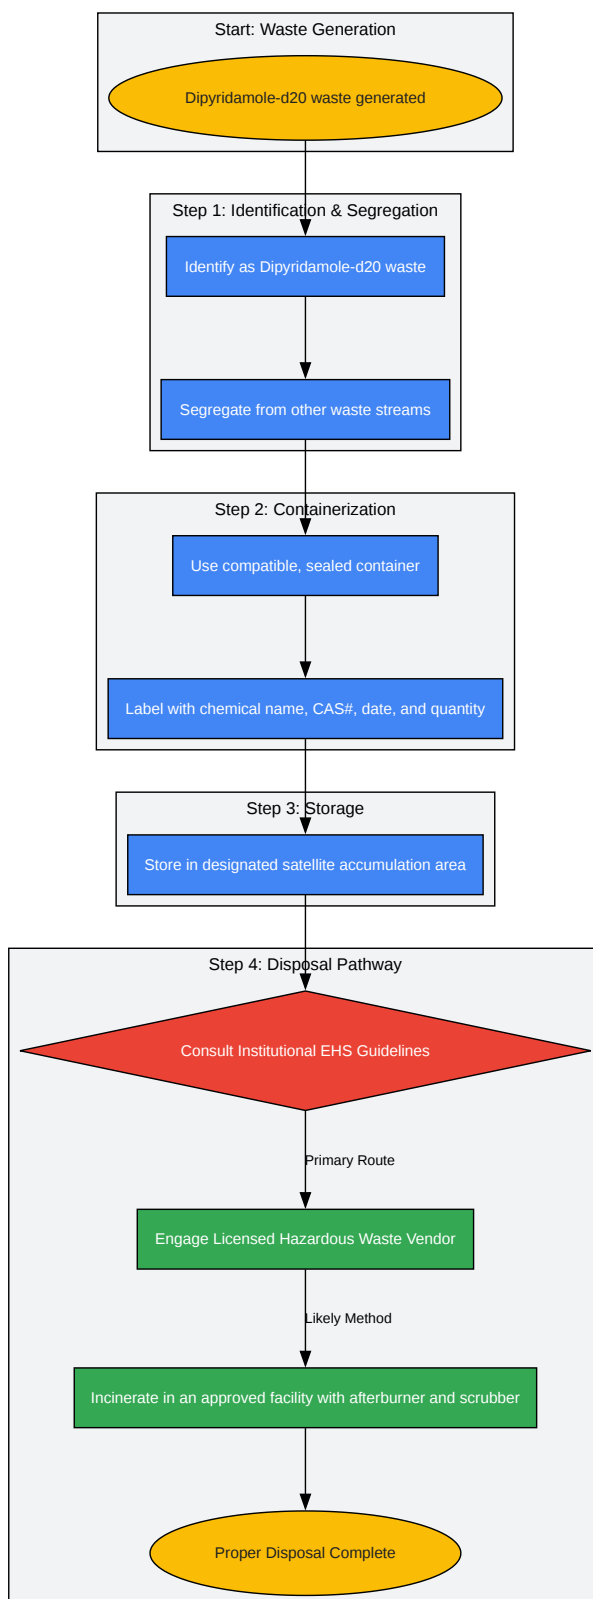 Start: Waste Generation
Dipyridamole-d20 waste generated
Step 1: Identification & Segregation
Identify as Dipyridamole-d20 waste
Segregate from other waste streams
Step 2: Containerization
Use compatible, sealed container
Label with chemical name, CAS#, date, and quantity
Step 3: Storage
Store in designated satellite accumulation area
Step 4: Disposal Pathway
Consult Institutional EHS Guidelines
Primary Route
Engage Licensed Hazardous Waste Vendor
Likely Method
Incinerate in an approved facility with afterburner and scrubber
Proper Disposal Complete